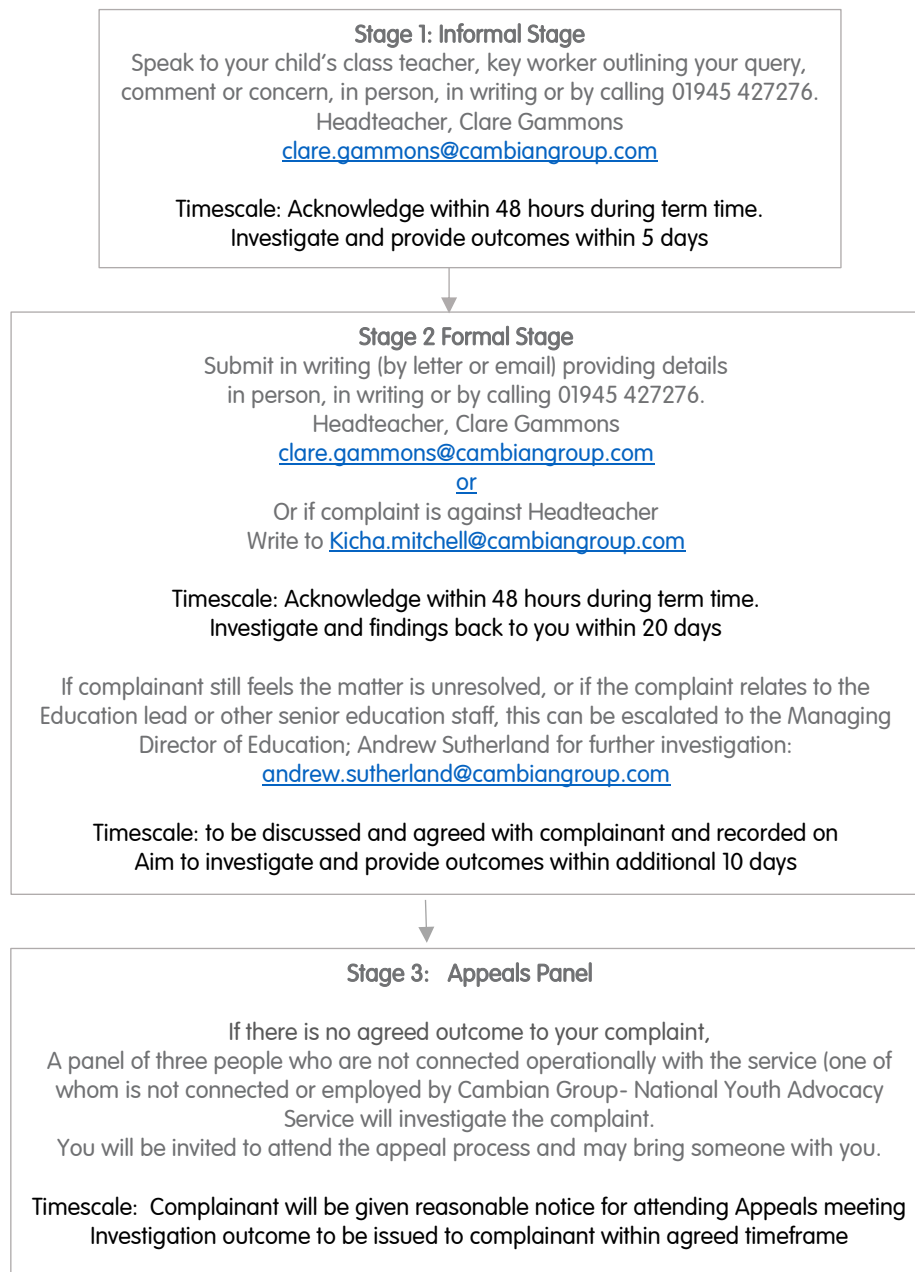 Stage 1: Informal Stage
Speak to your child's class teacher, key worker outlining your query,
comment or concern, in person, in writing or by calling 01945 427276.
Headteacher, Clare Gammons
clare.gammons@cambiangroup.com
Timescale: Acknowledge within 48 hours during term time.
Investigate and provide outcomes within 5 days
Stage 2 Formal Stage
Submit in writing (by letter or email) providing details
in person, in writing or by calling 01945 427276.
Headteacher, Clare Gammons
clare.gammons@cambiangroup.com
or
Or if complaint is against Headteacher
Write to Kicha.mitchell@cambiangroup.com
Timescale: Acknowledge within 48 hours during term time.
Investigate and findings back to you within 20 days
If complainant still feels the matter is unresolved, or if the complaint relates to the
Education lead or other senior education staff, this can be escalated to the Managing
Director of Education; Andrew Sutherland for further investigation:
andrew.sutherland@cambiangroup.com
Timescale: to be discussed and agreed with complainant and recorded on
Aim to investigate and provide outcomes within additional 10 days
Stage 3: Appeals Panel
If there is no agreed outcome to your complaint,
A panel of three people who are not connected operationally with the service (one of
whom is not connected or employed by Cambian Group- National Youth Advocacy
Service will investigate the complaint.
You will be invited to attend the appeal process and may bring someone with you.
Timescale: Complainant will be given reasonable notice for attending Appeals meeting
Investigation outcome to be issued to complainant within agreed timeframe